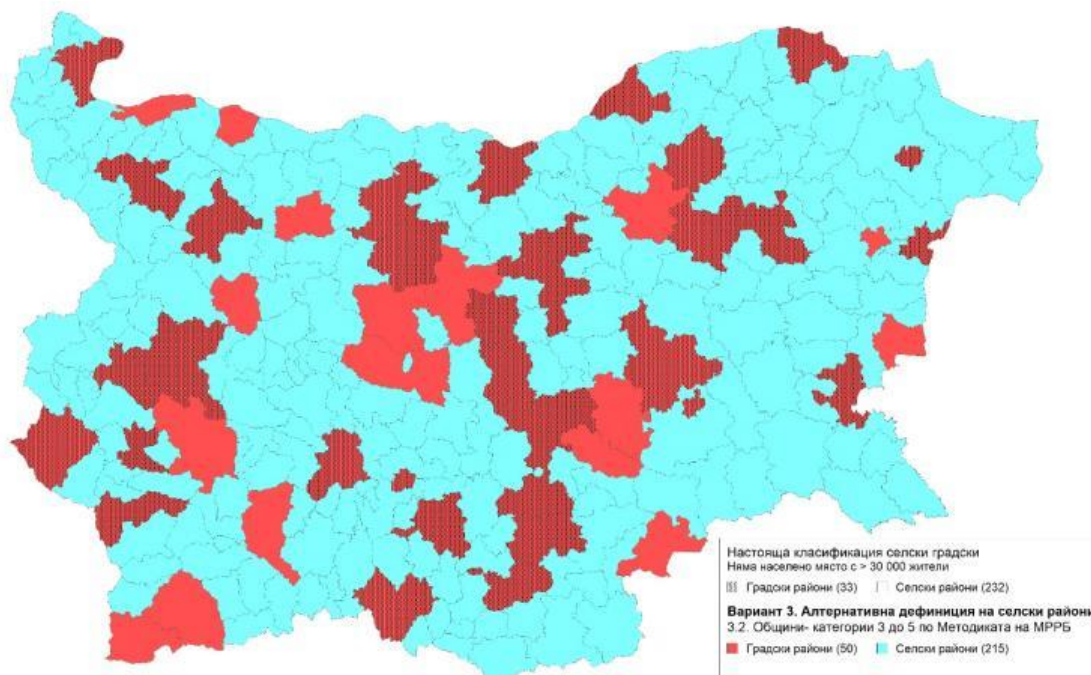 Настояща класификация селски градски
Няма населено място с > 30 000 жители
Градски райони (33) Селски райони (232)
Вариант 3. Алтернативна дефиниция на селски райони
3.2. Общини- категории 3 до 5 по Методиката на МРРБ
Градски райони (50) Селски райони (215)